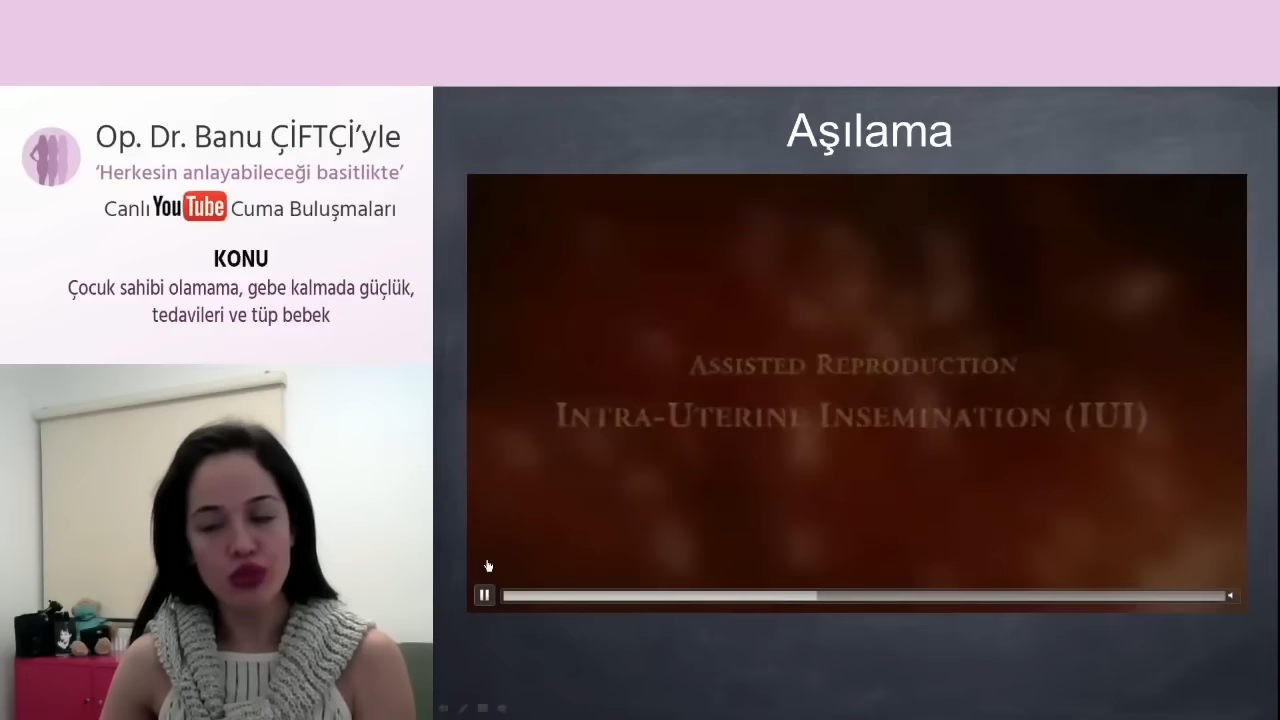 Op. Dr. Banu ÇİFTÇİ’yle
‘Herkesin anlayabileceği basitlikte’
Canlı YouTube Cuma Buluşmaları
KONU
Çocuk sahibi olamama, gebe kalmada güçlük,
tedavileri ve tüp bebek
Aşılama
ASSISTED REPRODUCTION
INTRA-UTERINE INSEMINATION (IUI)